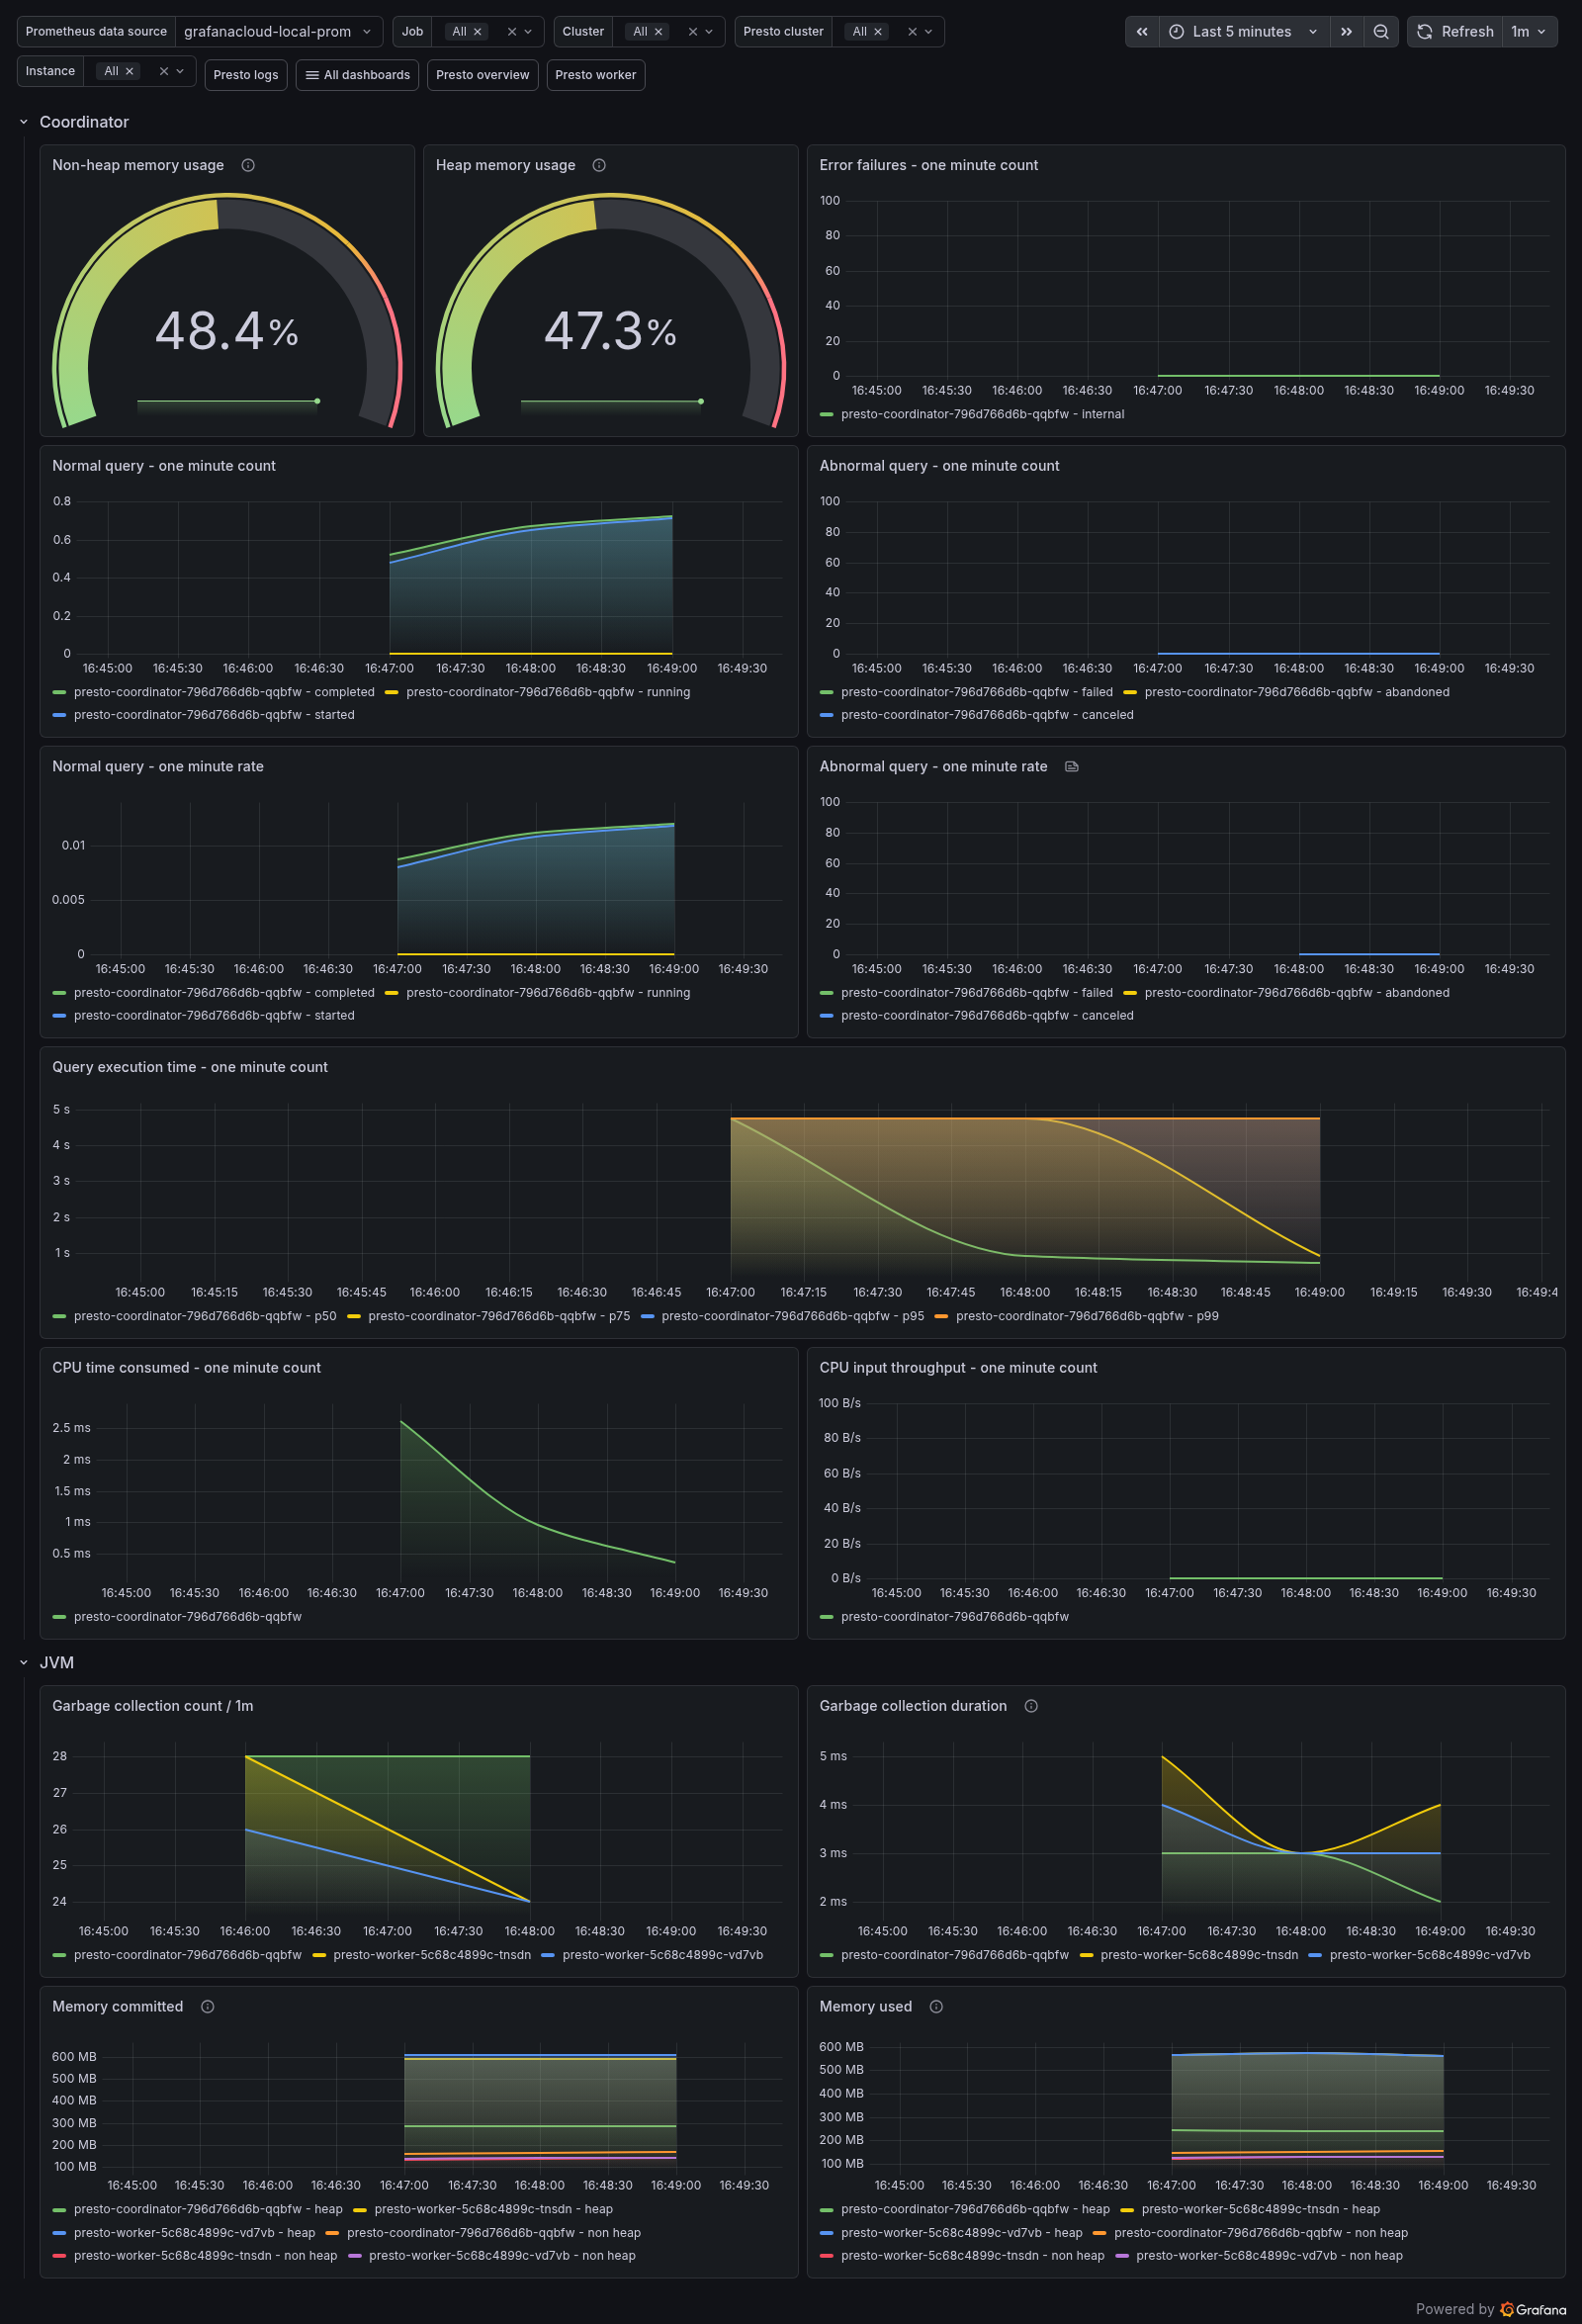 Prometheus data source grafanacloud-local-prom Job All Cluster All Presto cluster All Last 5 minutes Refresh 1m
Instance All Presto logs All dashboards Presto overview Presto worker
Coordinator
Non-heap memory usage
48.4%
Heap memory usage
47.3%
Error failures - one minute count
100
80
60
40
20
0
16:45:00 16:45:30 16:46:00 16:46:30 16:47:00 16:47:30 16:48:00 16:48:30 16:49:00 16:49:30
presto-coordinator-796d766d6b-qqbfw - internal
Normal query - one minute count
0.8
0.6
0.4
0.2
0
16:45:00 16:45:30 16:46:00 16:46:30 16:47:00 16:47:30 16:48:00 16:48:30 16:49:00 16:49:30
presto-coordinator-796d766d6b-qqbfw - completed presto-coordinator-796d766d6b-qqbfw - running
presto-coordinator-796d766d6b-qqbfw - started
Abnormal query - one minute count
100
80
60
40
20
0
16:45:00 16:45:30 16:46:00 16:46:30 16:47:00 16:47:30 16:48:00 16:48:30 16:49:00 16:49:30
presto-coordinator-796d766d6b-qqbfw - failed presto-coordinator-796d766d6b-qqbfw - abandoned
presto-coordinator-796d766d6b-qqbfw - canceled
Normal query - one minute rate
0.01
0.005
0
16:45:00 16:45:30 16:46:00 16:46:30 16:47:00 16:47:30 16:48:00 16:48:30 16:49:00 16:49:30
presto-coordinator-796d766d6b-qqbfw - completed presto-coordinator-796d766d6b-qqbfw - running
presto-coordinator-796d766d6b-qqbfw - started
Abnormal query - one minute rate
100
80
60
40
20
0
16:45:00 16:45:30 16:46:00 16:46:30 16:47:00 16:47:30 16:48:00 16:48:30 16:49:00 16:49:30
presto-coordinator-796d766d6b-qqbfw - failed presto-coordinator-796d766d6b-qqbfw - abandoned
presto-coordinator-796d766d6b-qqbfw - canceled
Query execution time - one minute count
5 s
4 s
3 s
2 s
1 s
16:45:00 16:45:15 16:45:30 16:45:45 16:46:00 16:46:15 16:46:30 16:46:45 16:47:00 16:47:15 16:47:30 16:47:45 16:48:00 16:48:15 16:48:30 16:48:45 16:49:00 16:49:15 16:49:30 16:49:4
presto-coordinator-796d766d6b-qqbfw - p50 presto-coordinator-796d766d6b-qqbfw - p75 presto-coordinator-796d766d6b-qqbfw - p95 presto-coordinator-796d766d6b-qqbfw - p99
CPU time consumed - one minute count
2.5 ms
2 ms
1.5 ms
1 ms
0.5 ms
16:45:00 16:45:30 16:46:00 16:46:30 16:47:00 16:47:30 16:48:00 16:48:30 16:49:00 16:49:30
presto-coordinator-796d766d6b-qqbfw
CPU input throughput - one minute count
100 B/s
80 B/s
60 B/s
40 B/s
20 B/s
0 B/s
16:45:00 16:45:30 16:46:00 16:46:30 16:47:00 16:47:30 16:48:00 16:48:30 16:49:00 16:49:30
presto-coordinator-796d766d6b-qqbfw
JVM
Garbage collection count / 1m
28
27
26
25
24
16:45:00 16:45:30 16:46:00 16:46:30 16:47:00 16:47:30 16:48:00 16:48:30 16:49:00 16:49:30
presto-coordinator-796d766d6b-qqbfw presto-worker-5c68c4899c-tnsdn presto-worker-5c68c4899c-vd7vb
Garbage collection duration
5 ms
4 ms
3 ms
2 ms
16:45:00 16:45:30 16:46:00 16:46:30 16:47:00 16:47:30 16:48:00 16:48:30 16:49:00 16:49:30
presto-coordinator-796d766d6b-qqbfw presto-worker-5c68c4899c-tnsdn presto-worker-5c68c4899c-vd7vb
Memory committed
600 MB
500 MB
400 MB
300 MB
200 MB
100 MB
16:45:00 16:45:30 16:46:00 16:46:30 16:47:00 16:47:30 16:48:00 16:48:30 16:49:00 16:49:30
presto-coordinator-796d766d6b-qqbfw - heap presto-worker-5c68c4899c-tnsdn - heap
presto-worker-5c68c4899c-vd7vb - heap presto-coordinator-796d766d6b-qqbfw - non heap
presto-worker-5c68c4899c-tnsdn - non heap presto-worker-5c68c4899c-vd7vb - non heap
Memory used
600 MB
500 MB
400 MB
300 MB
200 MB
100 MB
16:45:00 16:45:30 16:46:00 16:46:30 16:47:00 16:47:30 16:48:00 16:48:30 16:49:00 16:49:30
presto-coordinator-796d766d6b-qqbfw - heap presto-worker-5c68c4899c-tnsdn - heap
presto-worker-5c68c4899c-vd7vb - heap presto-coordinator-796d766d6b-qqbfw - non heap
presto-worker-5c68c4899c-tnsdn - non heap presto-worker-5c68c4899c-vd7vb - non heap
Powered by Grafana